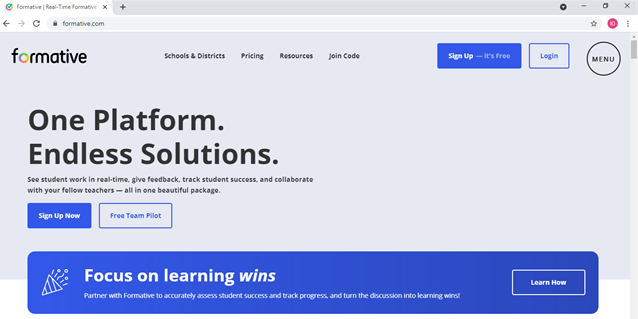 Formative | Real-Time Formative
formative.com
formative
Schools & Districts
Pricing
Resources
Join Code
Sign Up — it's Free
Login
MENU
One Platform.
Endless Solutions.
See student work in real-time, give feedback, track student success, and collaborate
with your fellow teachers — all in one beautiful package.
Sign Up Now
Free Team Pilot
Focus on learning wins
Partner with Formative to accurately assess student success and track progress, and turn the discussion into learning wins!
Learn How